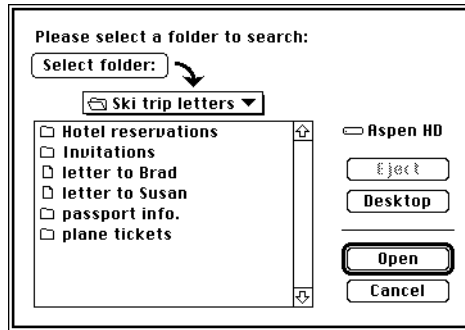 Please select a folder to search:
Select folder:
Ski trip letters
Hotel reservations
Invitations
letter to Brad
letter to Susan
passport info.
plane tickets
Aspen HD
Eject
Desktop
Open
Cancel